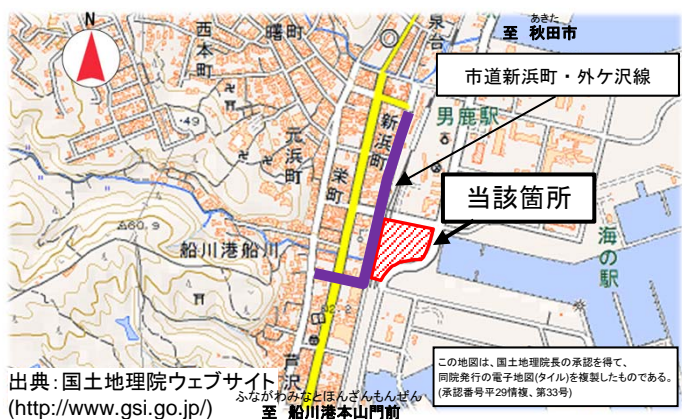 N
西本町
曙町
泉台
あきた
至 秋田市
市道新浜町・外ケ沢線
男鹿駅
新浜町
・49
元浜町
栄町
当該箇所
60.9
船川港船川
海の駅
芦沢
この地図は、国土地理院長の承認を得て、
同院発行の電子地図(タイル)を複製したものである。
(承認番号平29情複、第33号)
出典:国土地理院ウェブサイト
(http://www.gsi.go.jp/)
ふながわみなとほんざんもんぜん
至 船川港本山門前